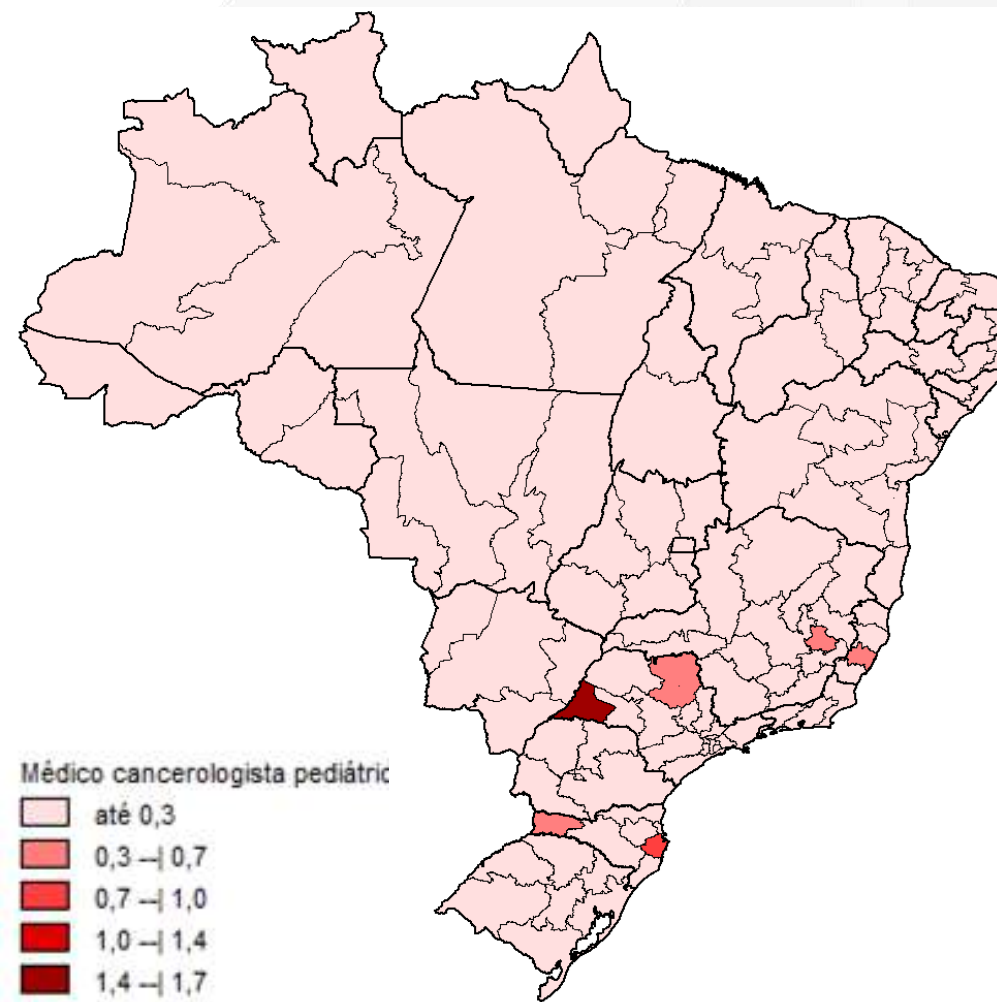 Médico cancerologista pediátric
até 0,3
0,3 --| 0,7
0,7 --| 1,0
1,0 --| 1,4
1,4 --| 1,7